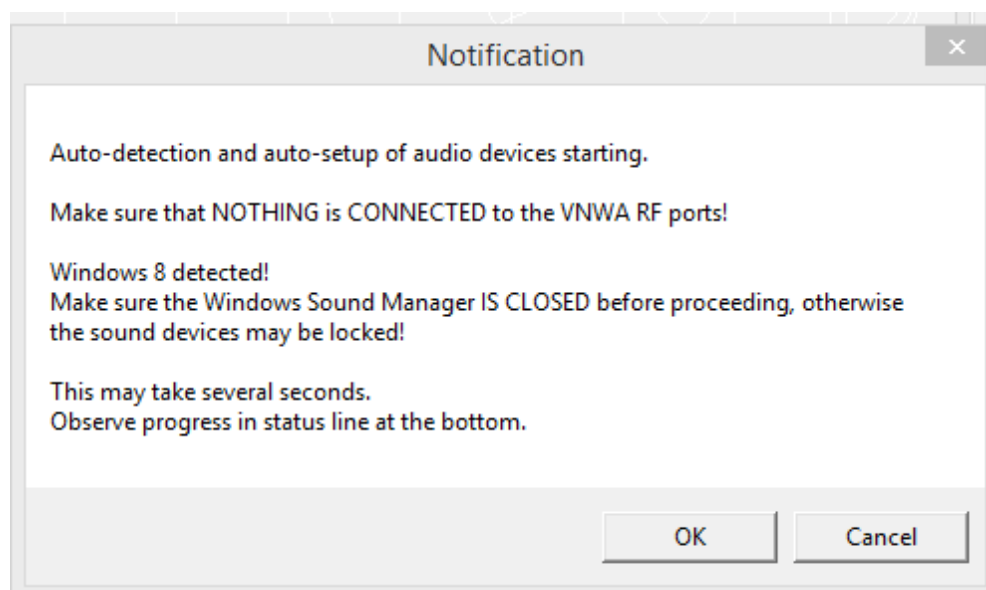 Notification
Auto-detection and auto-setup of audio devices starting.
Make sure that NOTHING is CONNECTED to the VNWA RF ports!
Windows 8 detected!
Make sure the Windows Sound Manager IS CLOSED before proceeding, otherwise
the sound devices may be locked!
This may take several seconds.
Observe progress in status line at the bottom.
OK
Cancel